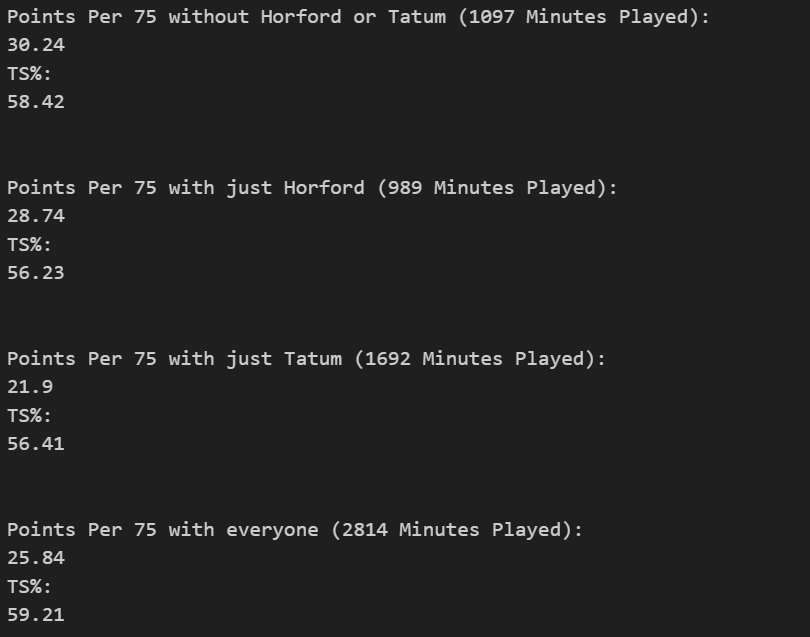 Points Per 75 without Horford or Tatum (1097 Minutes Played):
30.24
TS%:
58.42
Points Per 75 with just Horford (989 Minutes Played):
28.74
TS%:
56.23
Points Per 75 with just Tatum (1692 Minutes Played):
21.9
TS%:
56.41
Points Per 75 with everyone (2814 Minutes Played):
25.84
TS%:
59.21